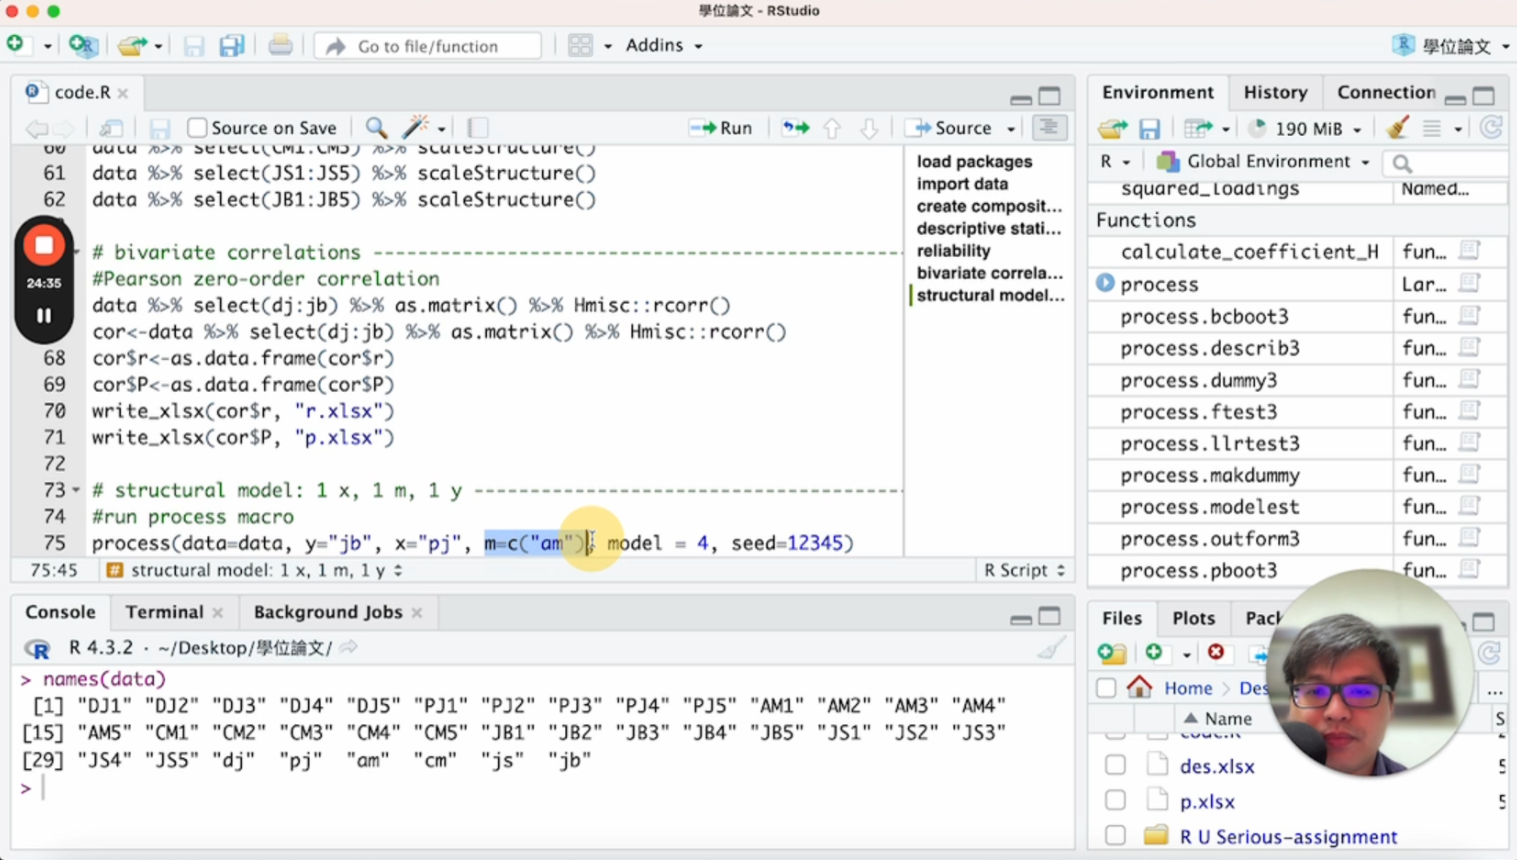 學位論文 - RStudio
Go to file/function
Addins
學位論文
code.R
Source on Save
Run
Source
60 data %>% select(CM1:CM5) %>% scaleStructure()
61 data %>% select(JS1:JS5) %>% scaleStructure()
62 data %>% select(JB1:JB5) %>% scaleStructure()
# bivariate correlations
#Pearson zero-order correlation
data %>% select(dj:jb) %>% as.matrix() %>% Hmisc::rcorr()
cor<-data %>% select(dj:jb) %>% as.matrix() %>% Hmisc::rcorr()
68 cor$r<-as.data.frame(cor$r)
69 cor$P<-as.data.frame(cor$P)
70 write_xlsx(cor$r, "r.xlsx")
71 write_xlsx(cor$P, "p.xlsx")
72
73 # structural model: 1 x, 1 m, 1 y
74 #run process macro
75 process(data=data, y="jb", x="pj", m=c("am"), model = 4, seed=12345)
24:35
load packages
import data
create composit...
descriptive stati...
reliability
bivariate correla...
structural model...
75:45 # structural model: 1 x, 1 m, 1 y
R Script
Console
Terminal
Background Jobs
R 4.3.2 · ~/Desktop/學位論文/
> names(data)
[1] "DJ1" "DJ2" "DJ3" "DJ4" "DJ5" "PJ1" "PJ2" "PJ3" "PJ4" "PJ5" "AM1" "AM2" "AM3" "AM4"
[15] "AM5" "CM1" "CM2" "CM3" "CM4" "CM5" "JB1" "JB2" "JB3" "JB4" "JB5" "JS1" "JS2" "JS3"
[29] "JS4" "JS5" "dj" "pj" "am" "cm" "js" "jb"
>
Environment
History
Connection
190 MiB
R
Global Environment
squared_loadings Named...
Functions
calculate_coefficient_H fun...
process Lar...
process.bcboot3 fun...
process.describ3 fun...
process.dummy3 fun...
process.ftest3 fun...
process.llrtest3 fun...
process.makdummy fun...
process.modelest fun...
process.outform3 fun...
process.pboot3 fun...
Files
Plots
Pack
Home
Des
...
Name
S
code.R
des.xlsx 5
p.xlsx 5
R U Serious-assignment